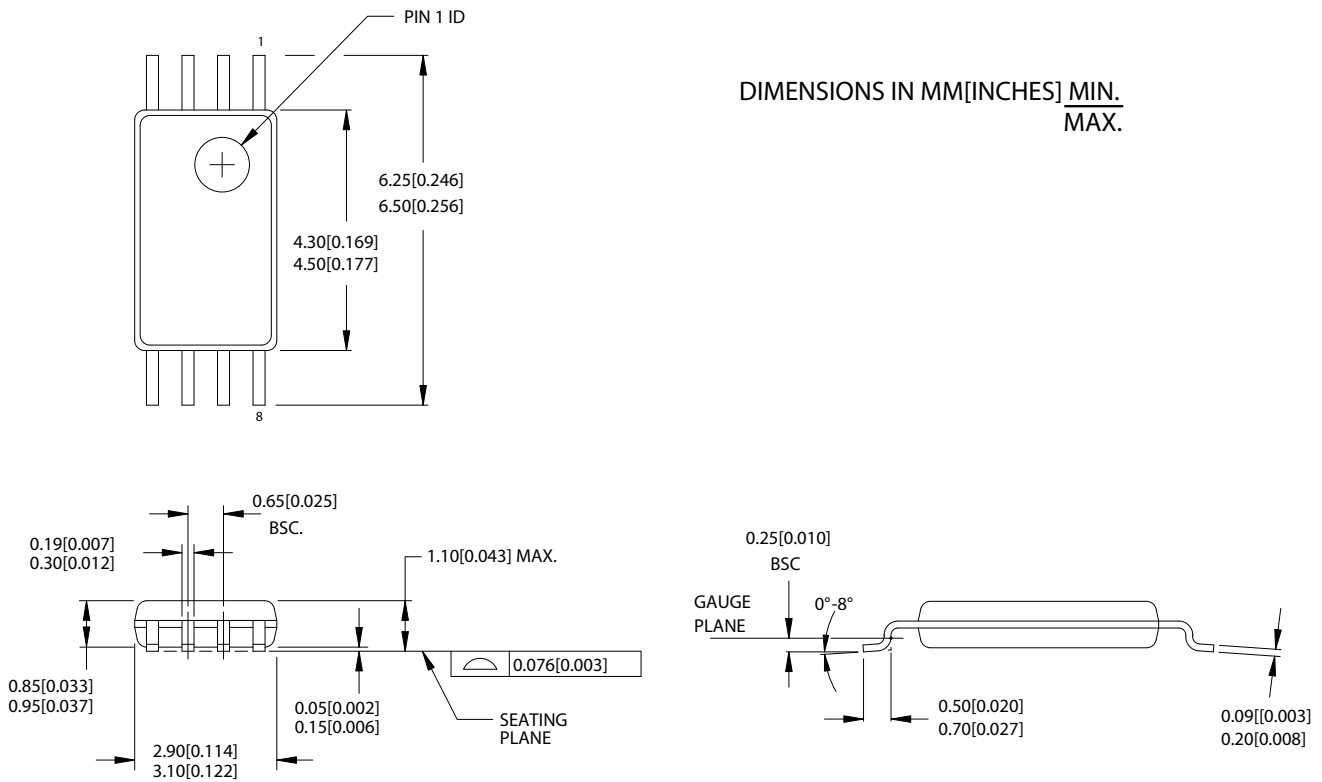 PIN 1 ID
1
DIMENSIONS IN MM[INCHES] MIN.
MAX.
6.25[0.246]
6.50[0.256]
4.30[0.169]
4.50[0.177]
8
0.65[0.025]
BSC.
0.19[0.007]
0.30[0.012]
1.10[0.043] MAX.
0.85[0.033]
0.95[0.037]
0.076[0.003]
0.05[0.002]
0.15[0.006]
SEATING
PLANE
2.90[0.114]
3.10[0.122]
0.25[0.010]
BSC
GAUGE
PLANE
0°-8°
0.50[0.020]
0.70[0.027]
0.09[[0.003]
0.20[0.008]